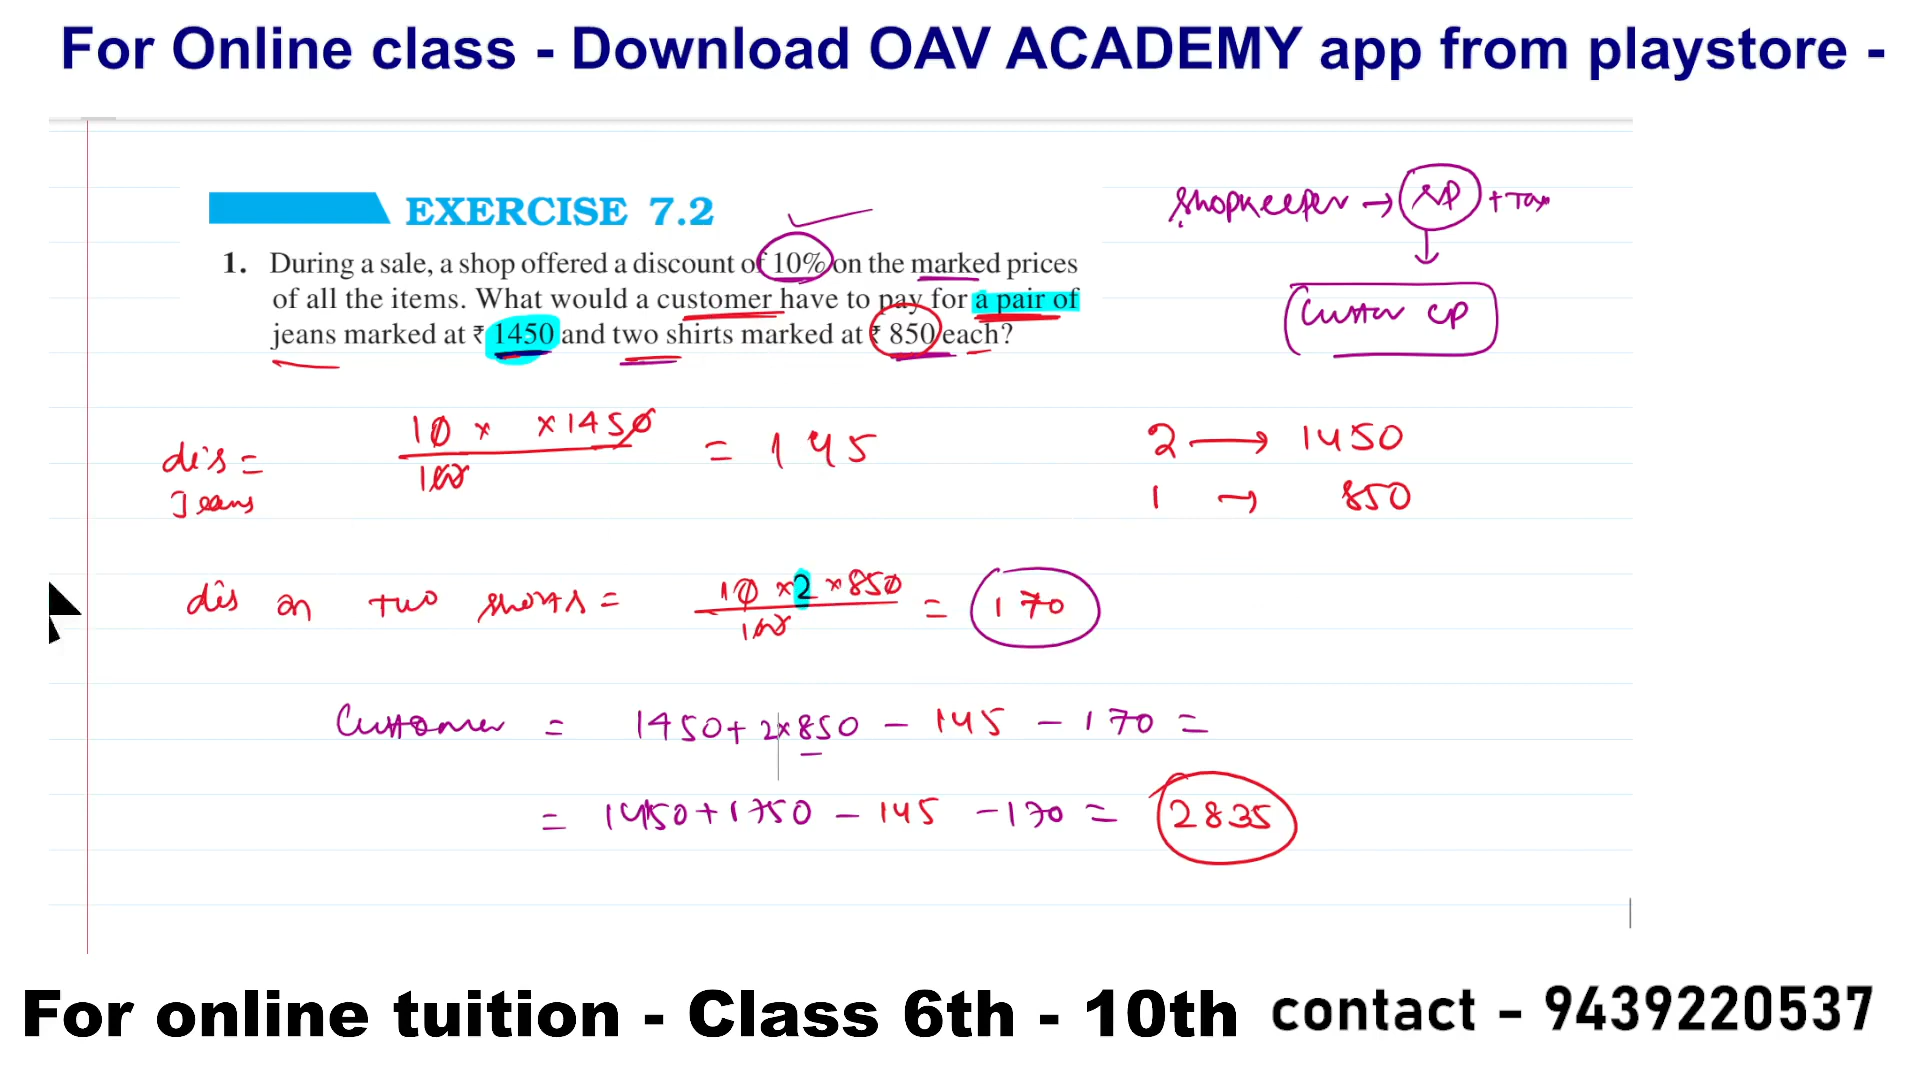 For Online class - Download OAV ACADEMY app from playstore -
EXERCISE 7.2
1. During a sale, a shop offered a discount of 10% on the marked prices
of all the items. What would a customer have to pay for a pair of
jeans marked at ₹ 1450 and two shirts marked at ₹ 850 each?
Shopkeeper → SP + Tax
↓
CP
dis = 10 × × 1450 / 100 = 145
Jeans
2 → 1450
1 → 850
dis on two shorts = 10 × 2 × 850 / 100 = 170
Customer = 1450 + 2 × 850 - 145 - 170 =
= 1450 + 1750 - 145 - 170 = 2835
For online tuition - Class 6th - 10th contact - 9439220537